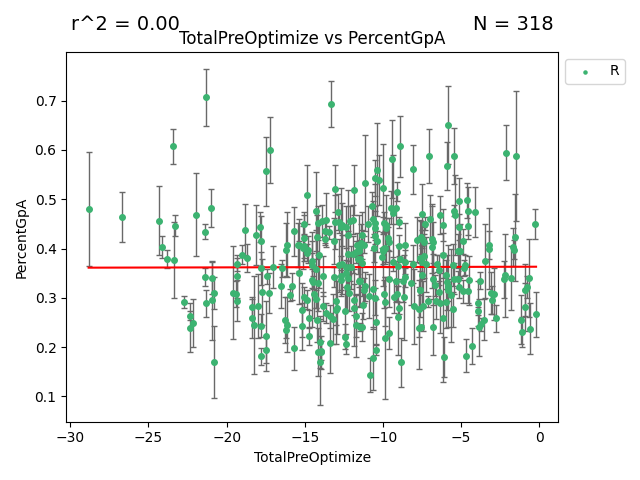 r^2 = 0.00
N = 318
TotalPreOptimize vs PercentGpA
R
PercentGpA
0.7
0.6
0.5
0.4
0.3
0.2
0.1
−30 −25 −20 −15 −10 −5 0
TotalPreOptimize